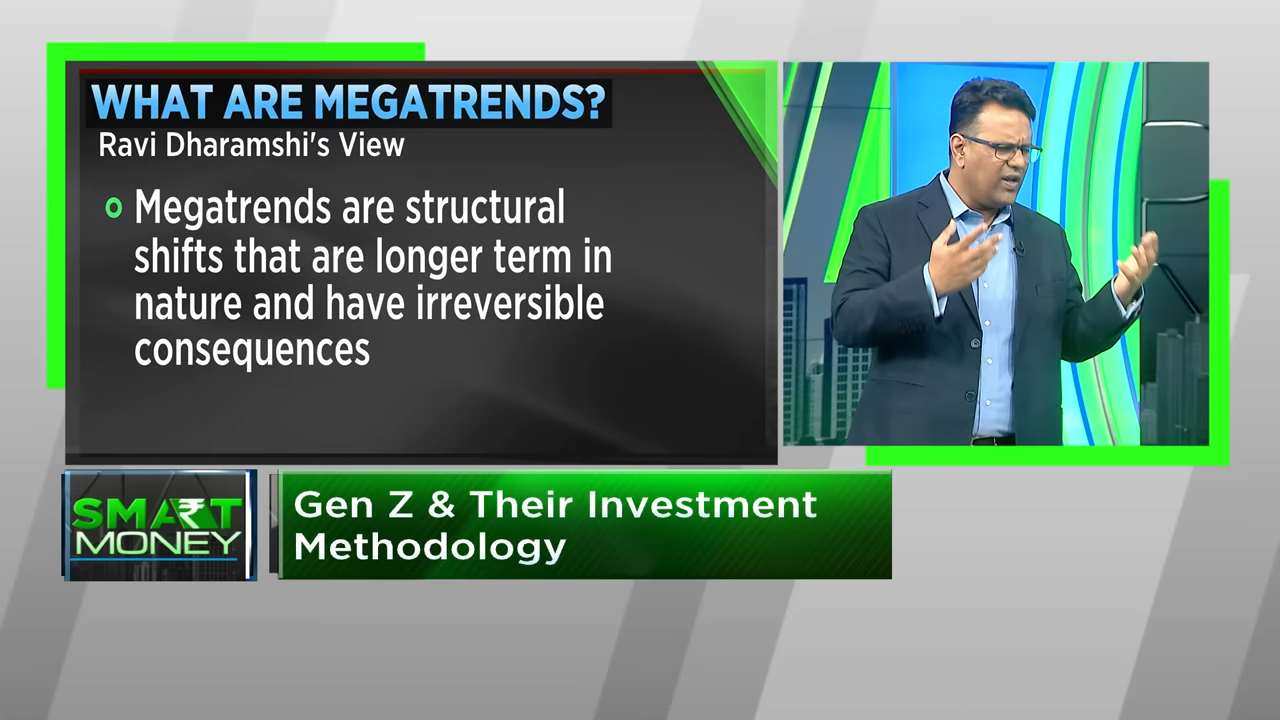 WHAT ARE MEGATRENDS?
Ravi Dharamshi's View
Megatrends are structural
shifts that are longer term in
nature and have irreversible
consequences
SMA₹T
MONEY
Gen Z & Their Investment
Methodology